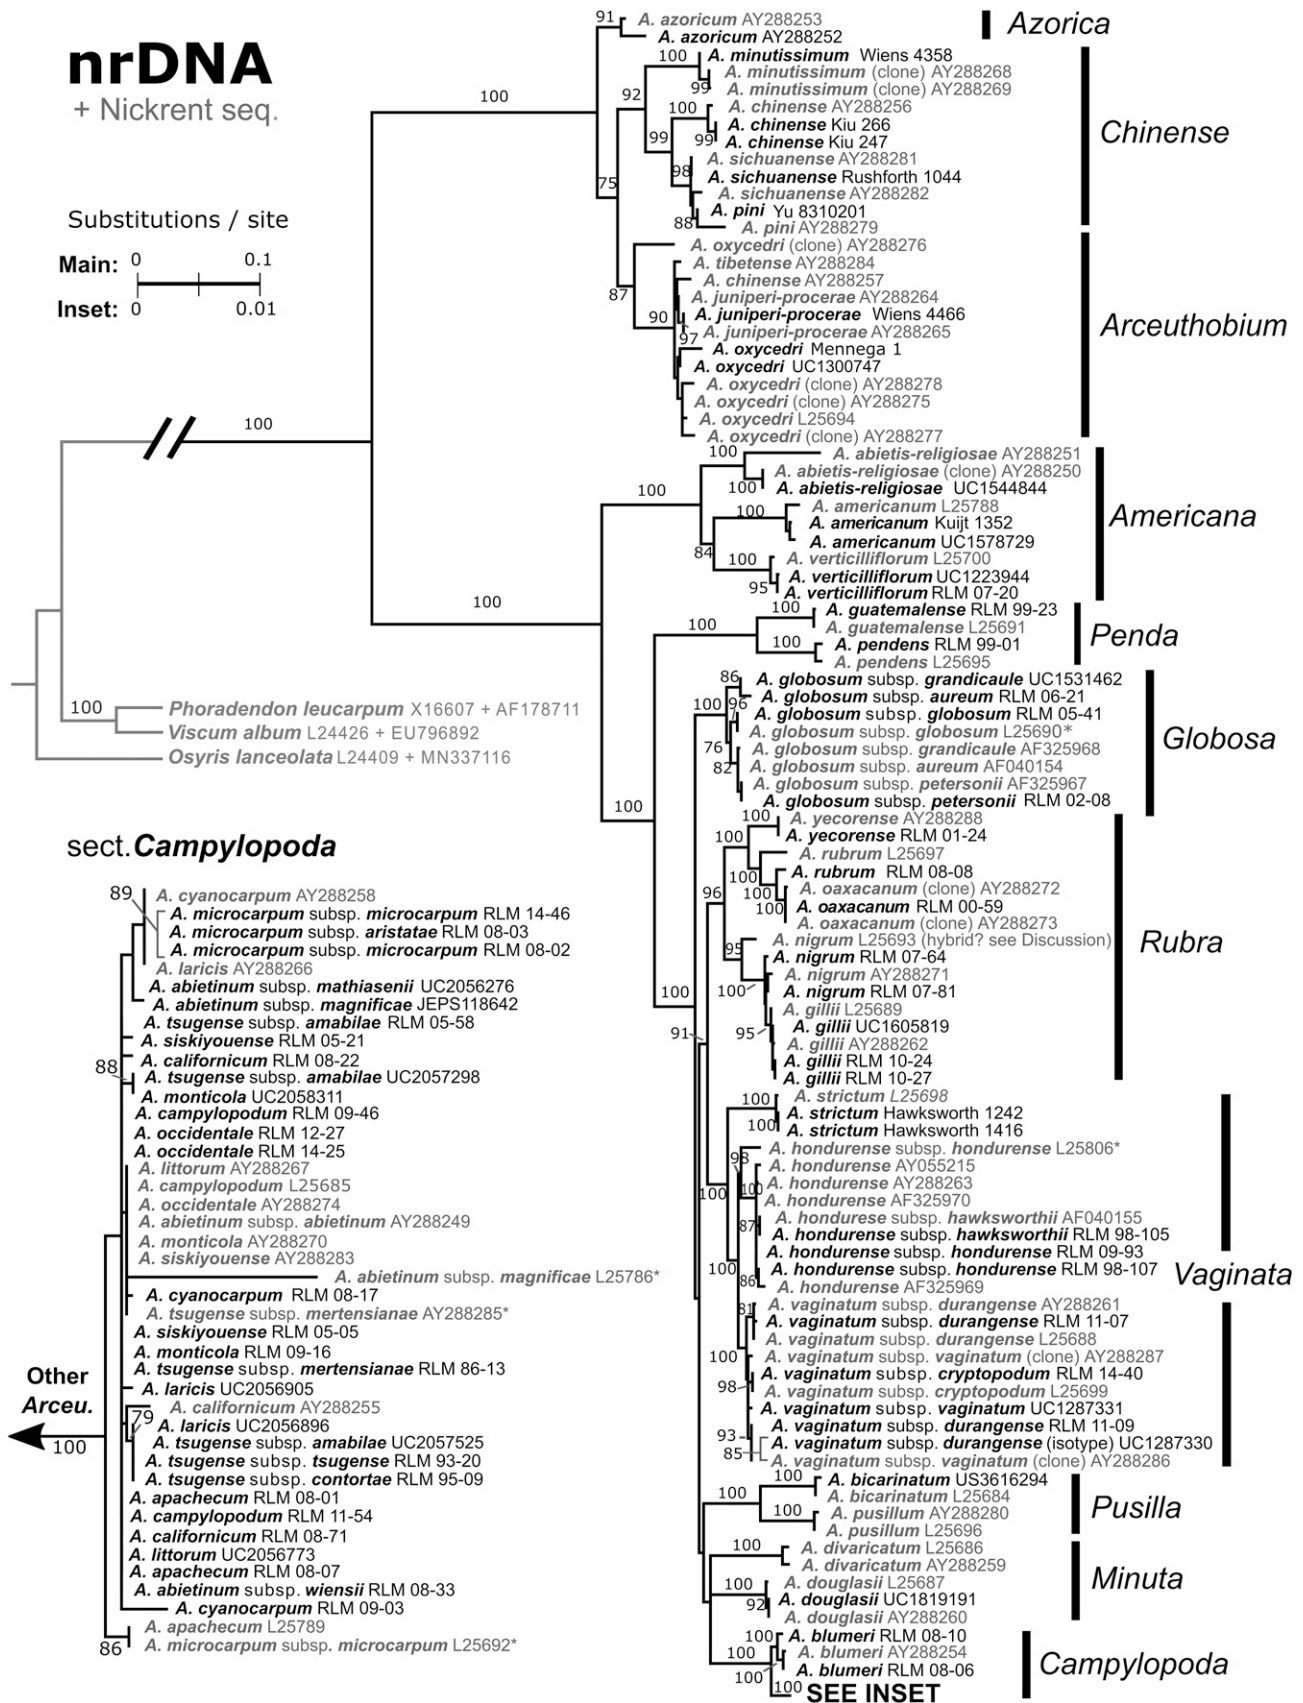 nrDNA
+ Nickrent seq.
Substitutions / site
Main: 0 0.1
Inset: 0 0.01
100
100
100
100
Phoradendon leucarpum X16607 + AF178711
Viscum album L24426 + EU796892
Osyris lanceolata L24409 + MN337116
91
A. azoricum AY288253
A. azoricum AY288252
Azorica
75
92
100
A. minutissimum Wiens 4358
A. minutissimum (clone) AY288268
99
A. minutissimum (clone) AY288269
100
A. chinense AY288256
A. chinense Kiu 266
99
A. chinense Kiu 247
99
A. sichuanense AY288281
98
A. sichuanense Rushforth 1044
A. sichuanense AY288282
A. pini Yu 8310201
88
A. pini AY288279
Chinense
87
A. oxycedri (clone) AY288276
A. tibetense AY288284
A. chinense AY288257
A. juniperi-procerae AY288264
90
A. juniperi-procerae Wiens 4466
97
A. juniperi-procerae AY288265
A. oxycedri Mennega 1
A. oxycedri UC1300747
A. oxycedri (clone) AY288278
A. oxycedri (clone) AY288275
A. oxycedri L25694
A. oxycedri (clone) AY288277
Arceuthobium
100
100
A. abietis-religiosae AY288251
A. abietis-religiosae (clone) AY288250
100
A. abietis-religiosae UC1544844
100
A. americanum L25788
A. americanum Kuijt 1352
A. americanum UC1578729
84
100
A. verticilliflorum L25700
A. verticilliflorum UC1223944
95
A. verticilliflorum RLM 07-20
Americana
100
100
100
A. guatemalense RLM 99-23
A. guatemalense L25691
100
A. pendens RLM 99-01
A. pendens L25695
Penda
100
86
A. globosum subsp. grandicaule UC1531462
A. globosum subsp. aureum RLM 06-21
96
A. globosum subsp. globosum RLM 05-41
A. globosum subsp. globosum L25690*
76
A. globosum subsp. grandicaule AF325968
82
A. globosum subsp. aureum AF040154
A. globosum subsp. petersonii AF325967
A. globosum subsp. petersonii RLM 02-08
Globosa
100
91
96
100
100
A. yecorense AY288288
A. yecorense RLM 01-24
A. rubrum L25697
100
A. rubrum RLM 08-08
100
A. oaxacanum (clone) AY288272
100
A. oaxacanum RLM 00-59
A. oaxacanum (clone) AY288273
95
A. nigrum L25693 (hybrid? see Discussion)
A. nigrum RLM 07-64
A. nigrum AY288271
100
A. nigrum RLM 07-81
A. gillii L25689
95
A. gillii UC1605819
A. gillii AY288262
A. gillii RLM 10-24
A. gillii RLM 10-27
Rubra
100
100
A. strictum L25698
A. strictum Hawksworth 1242
100
A. strictum Hawksworth 1416
100
98
A. hondurense subsp. hondurense L25806*
A. hondurense AY055215
100
A. hondurense AY288263
A. hondurense AF325970
87
A. hondurese subsp. hawksworthii AF040155
A. hondurense subsp. hawksworthii RLM 98-105
A. hondurense subsp. hondurense RLM 09-93
A. hondurense subsp. hondurense RLM 98-107
86
A. hondurense AF325969
Vaginata
81
A. vaginatum subsp. durangense AY288261
A. vaginatum subsp. durangense RLM 11-07
A. vaginatum subsp. durangense L25688
100
A. vaginatum subsp. vaginatum (clone) AY288287
A. vaginatum subsp. cryptopodum RLM 14-40
98
A. vaginatum subsp. cryptopodum L25699
A. vaginatum subsp. vaginatum UC1287331
A. vaginatum subsp. durangense RLM 11-09
93
A. vaginatum subsp. durangense (isotype) UC1287330
85
A. vaginatum subsp. vaginatum (clone) AY288286
100
100
A. bicarinatum US3616294
A. bicarinatum L25684
100
A. pusillum AY288280
A. pusillum L25696
Pusilla
100
A. divaricatum L25686
A. divaricatum AY288259
100
A. douglasii L25687
92
A. douglasii UC1819191
A. douglasii AY288260
Minuta
100
100
A. blumeri RLM 08-10
A. blumeri AY288254
100
A. blumeri RLM 08-06
100
SEE INSET
Campylopoda
sect. Campylopoda
89
A. cyanocarpum AY288258
A. microcarpum subsp. microcarpum RLM 14-46
A. microcarpum subsp. aristatae RLM 08-03
A. microcarpum subsp. microcarpum RLM 08-02
A. laricis AY288266
A. abietinum subsp. mathiasenii UC2056276
A. abietinum subsp. magnificae JEPS118642
A. tsugense subsp. amabilae RLM 05-58
A. siskiyouense RLM 05-21
A. californicum RLM 08-22
88
A. tsugense subsp. amabilae UC2057298
A. monticola UC2058311
A. campylopodum RLM 09-46
A. occidentale RLM 12-27
A. occidentale RLM 14-25
A. littorum AY288267
A. campylopodum L25685
A. occidentale AY288274
A. abietinum subsp. abietinum AY288249
A. monticola AY288270
A. siskiyouense AY288283
A. abietinum subsp. magnificae L25786*
A. cyanocarpum RLM 08-17
A. tsugense subsp. mertensianae AY288285*
A. siskiyouense RLM 05-05
A. monticola RLM 09-16
A. tsugense subsp. mertensianae RLM 86-13
A. laricis UC2056905
A. californicum AY288255
79
A. laricis UC2056896
A. tsugense subsp. amabilae UC2057525
A. tsugense subsp. tsugense RLM 93-20
A. tsugense subsp. contortae RLM 95-09
A. apachecum RLM 08-01
A. campylopodum RLM 11-54
A. californicum RLM 08-71
A. littorum UC2056773
A. apachecum RLM 08-07
A. abietinum subsp. wiensii RLM 08-33
A. cyanocarpum RLM 09-03
A. apachecum L25789
86
A. microcarpum subsp. microcarpum L25692*
Other
Arceu.
100